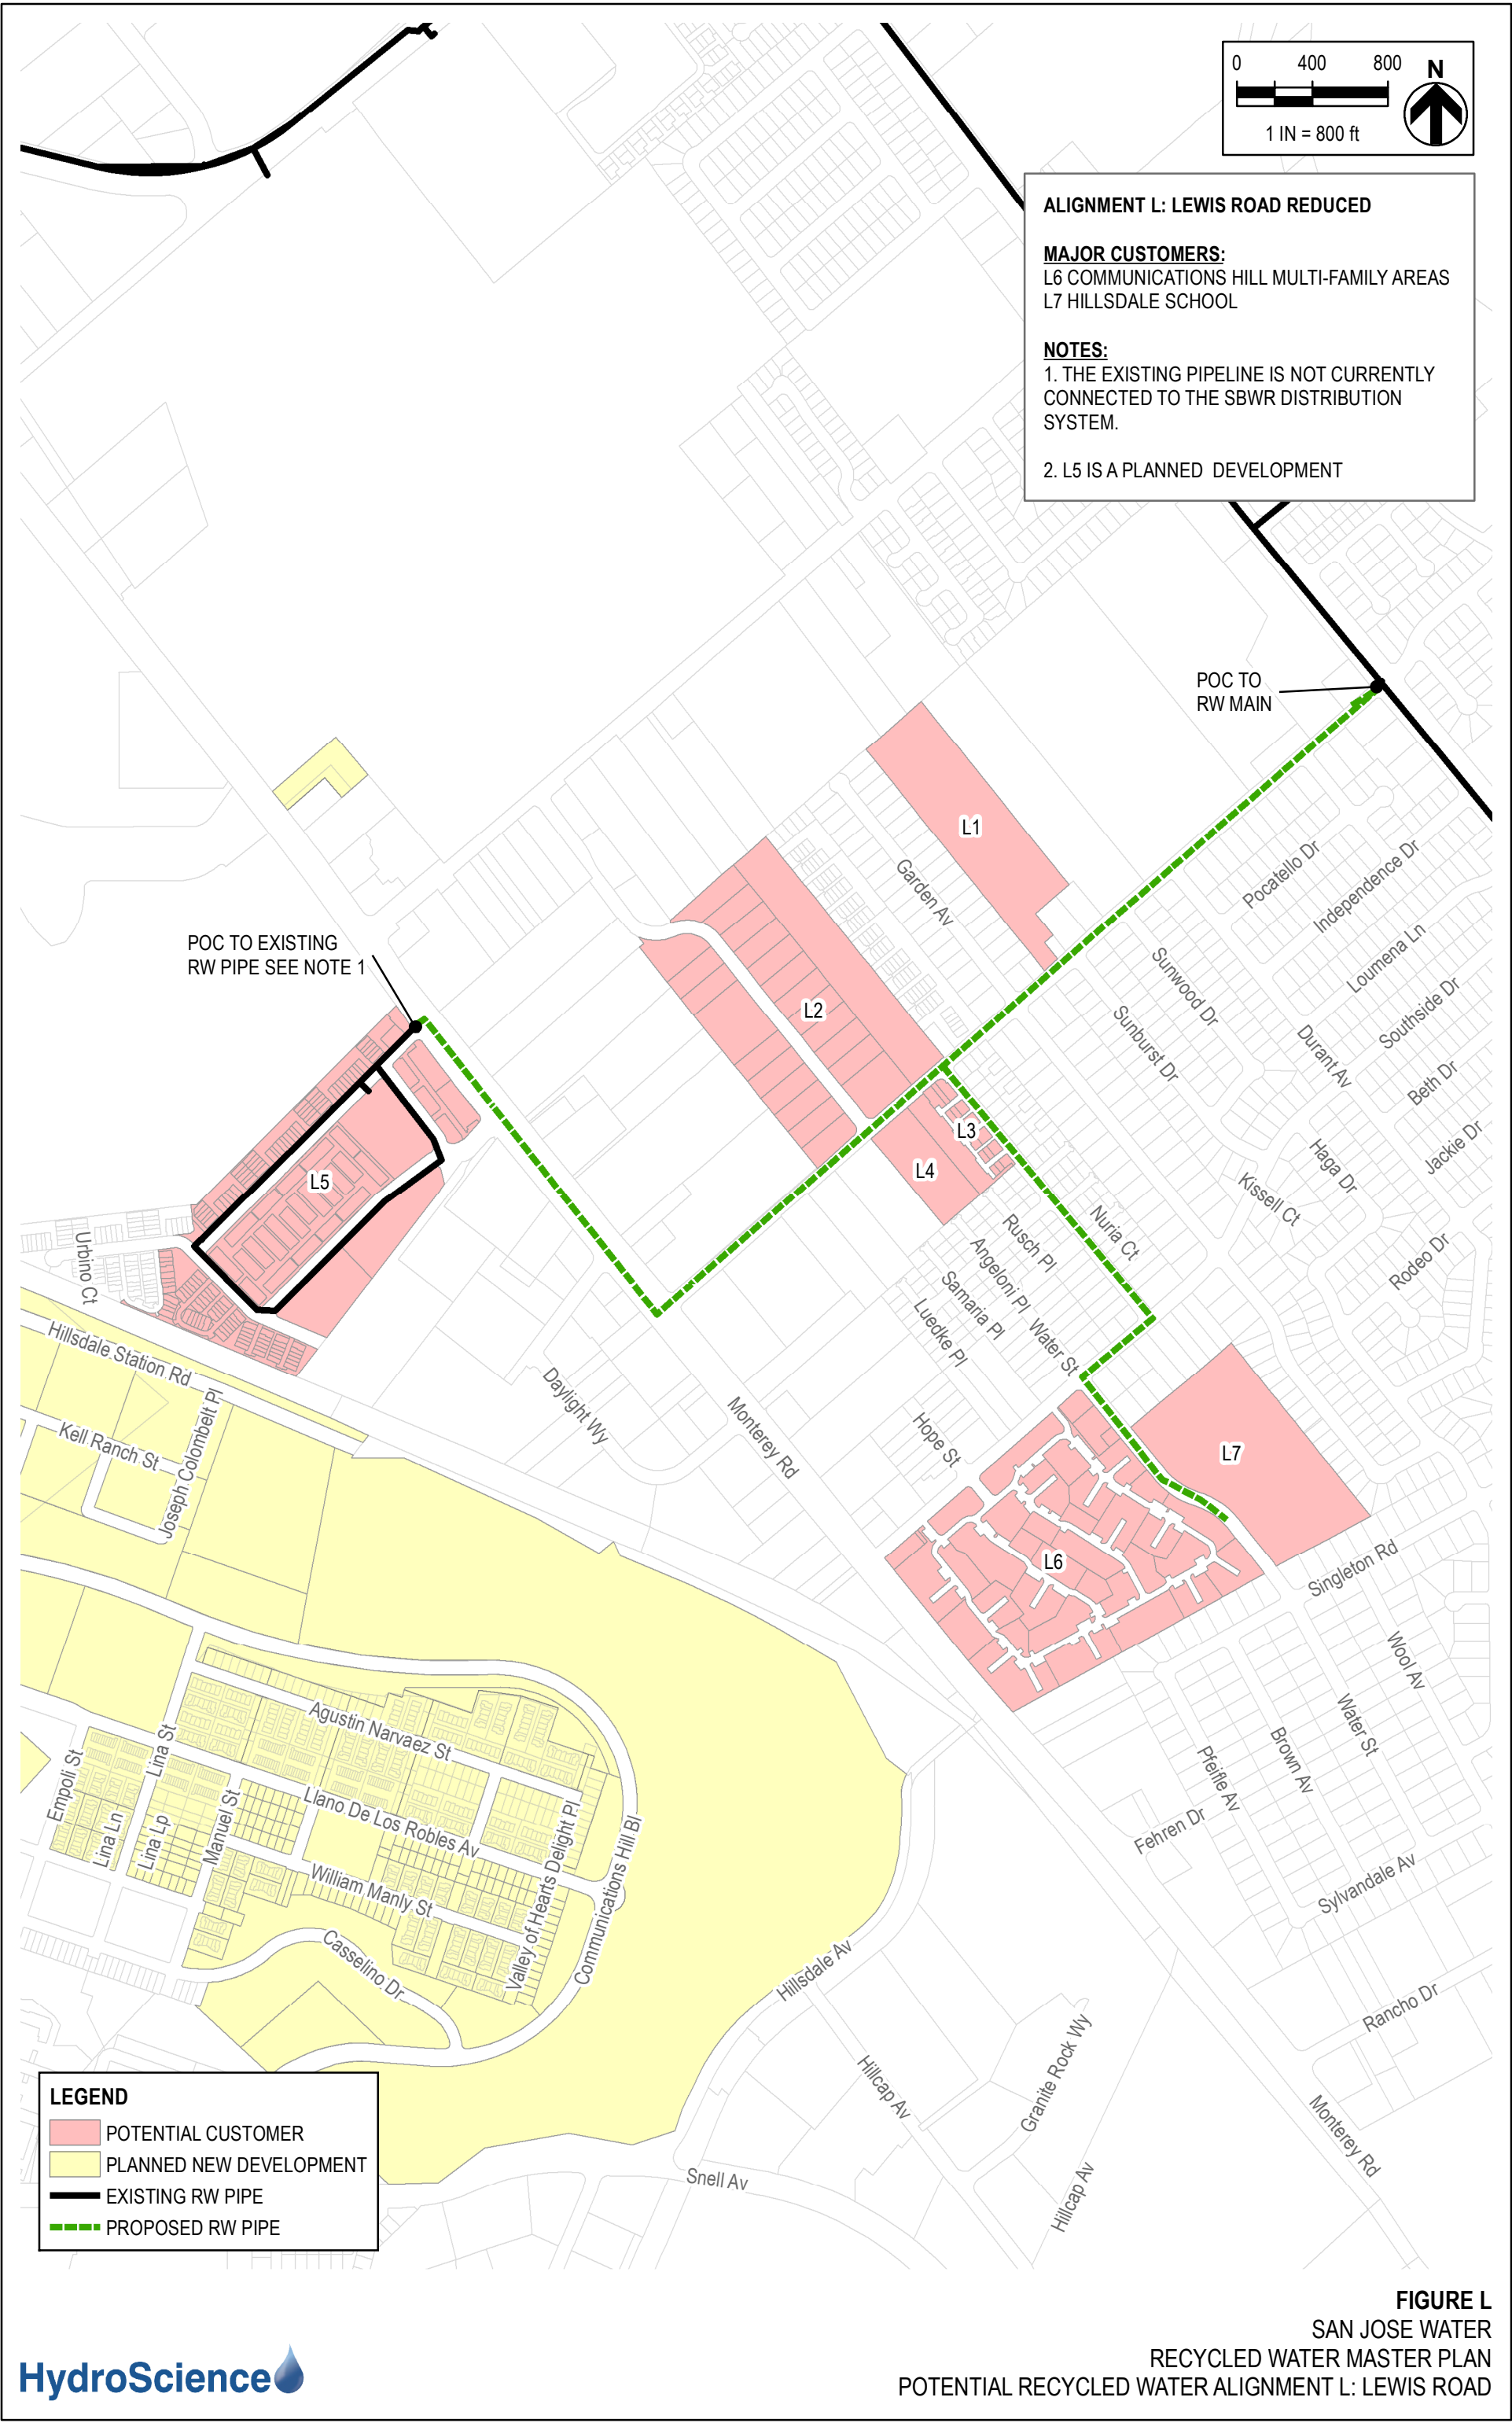 0 400 800
N
1 IN = 800 ft
ALIGNMENT L: LEWIS ROAD REDUCED
MAJOR CUSTOMERS:
L6 COMMUNICATIONS HILL MULTI-FAMILY AREAS
L7 HILLSDALE SCHOOL
NOTES:
1. THE EXISTING PIPELINE IS NOT CURRENTLY
CONNECTED TO THE SBWR DISTRIBUTION
SYSTEM.
2. L5 IS A PLANNED DEVELOPMENT
POC TO
RW MAIN
L1
Garden Av
Pocatello Dr
Independence Dr
Loumena Ln
Southside Dr
Beth Dr
Jackie Dr
Sunwood Dr
Sunburst Dr
Durant Av
Haga Dr
Kissell Ct
Rodeo Dr
POC TO EXISTING
RW PIPE SEE NOTE 1
L2
L3
L4
L5
Nuria Ct
Rusch Pl
Angeloni Pl
Samaria Pl
Luedke Pl
Water St
Urbino Ct
Hillsdale Station Rd
Kell Ranch St
Joseph Colombelt Pl
Daylight Wy
Monterey Rd
Hope St
L7
L6
Singleton Rd
Wool Av
Water St
Brown Av
Pfeifle Av
Fehren Dr
Sylvandale Av
Rancho Dr
Agustin Narvaez St
Llano De Los Robles Av
William Manly St
Casselino Dr
Empoli St
Lina St
Lina Ln
Lina Lp
Manuel St
Valley of Hearts Delight Pl
Communications Hill Bl
Hillsdale Av
Hillcap Av
Granite Rock Wy
Hillcap Av
Monterey Rd
Snell Av
LEGEND
POTENTIAL CUSTOMER
PLANNED NEW DEVELOPMENT
EXISTING RW PIPE
PROPOSED RW PIPE
FIGURE L
SAN JOSE WATER
RECYCLED WATER MASTER PLAN
POTENTIAL RECYCLED WATER ALIGNMENT L: LEWIS ROAD
HydroScience